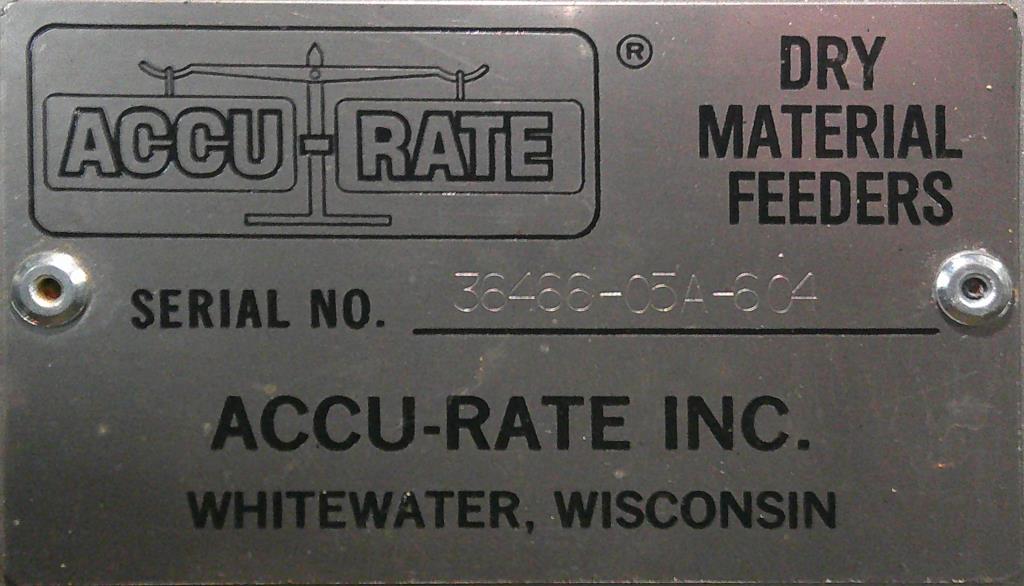 ACCU-RATE ®
DRY
MATERIAL
FEEDERS
SERIAL NO. 36466-05A-604
ACCU-RATE INC.
WHITEWATER, WISCONSIN